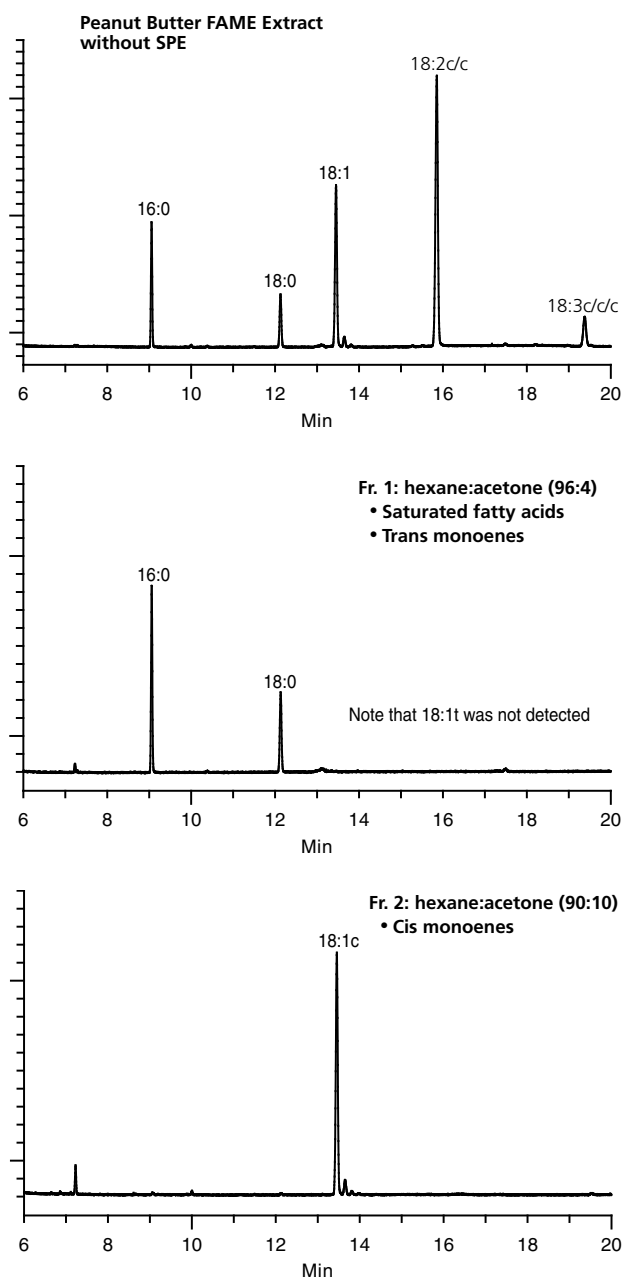 Peanut Butter FAME Extract
without SPE
18:2c/c
18:1
16:0
18:0
18:3c/c/c
6 8 10 12 14 16 18 20
Min
Fr. 1: hexane:acetone (96:4)
• Saturated fatty acids
• Trans monoenes
16:0
18:0
Note that 18:1t was not detected
6 8 10 12 14 16 18 20
Min
Fr. 2: hexane:acetone (90:10)
• Cis monoenes
18:1c
6 8 10 12 14 16 18 20
Min